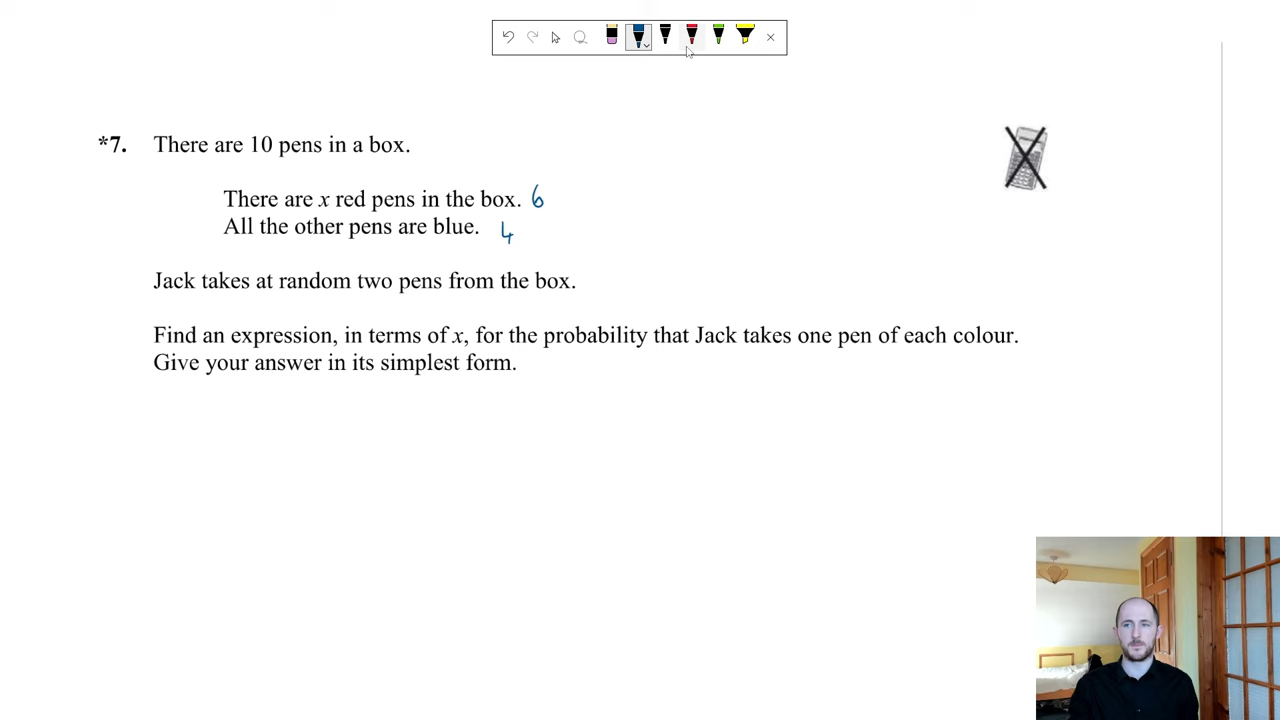 *7. There are 10 pens in a box.
There are x red pens in the box. 6
All the other pens are blue. 4
Jack takes at random two pens from the box.
Find an expression, in terms of x, for the probability that Jack takes one pen of each colour.
Give your answer in its simplest form.